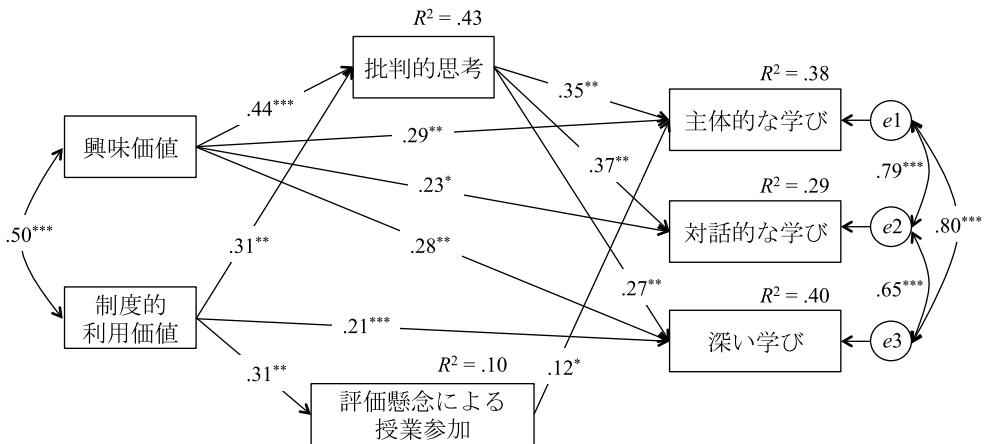 R² = .43
批判的思考
R² = .38
.35**
.44***
主体的な学び
e1
.29**
興味価値
.79***
.37**
R² = .29
.23*
.50***
.31**
対話的な学び
e2
.80***
.28**
.27**
.65***
R² = .40
制度的
利用価値
.21***
深い学び
e3
R² = .10
.12*
.31**
評価懸念による
授業参加